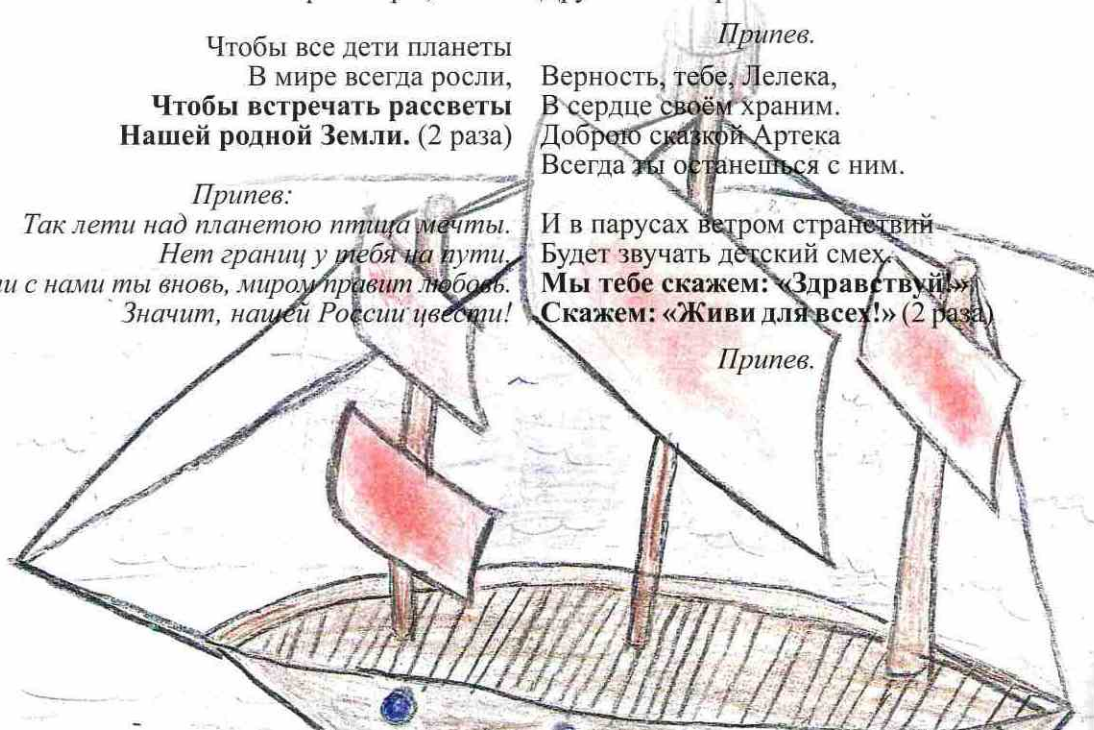 Чтобы все дети планеты
В мире всегда росли,
Чтобы встречать рассветы
Нашей родной Земли. (2 раза)
Припев:
Так лети над планетою птица мечты.
Нет границ у тебя на пути.
с нами ты вновь, миром правит любовь.
Значит, нашей России цвести!
Припев.
Верность, тебе, Лелека,
В сердце своём храним.
Доброю сказкой Артека
Всегда ты останешься с ним.
И в парусах ветром странствий
Будет звучать детский смех.
Мы тебе скажем: «Здравствуй!»
Скажем: «Живи для всех!» (2 раза)
Припев.